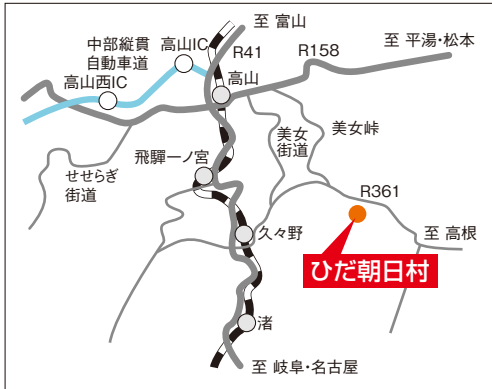 至 富山
中部縦貫
自動車道
高山IC
R41
R158
至 平湯・松本
高山西IC
高山
美女
街道
美女峠
飛騨一ノ宮
せせらぎ
街道
R361
久々野
至 高根
ひだ朝日村
渚
至 岐阜・名古屋